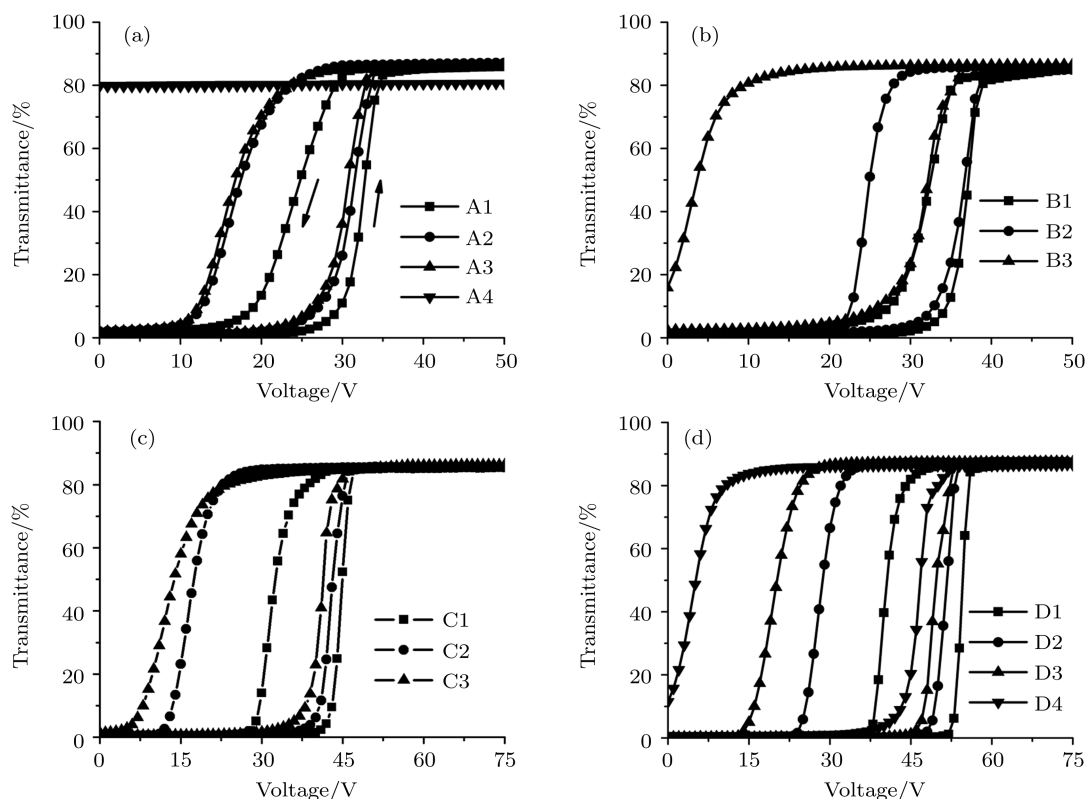 (a)
Transmittance/%
100
80
60
40
20
0
A1
A2
A3
A4
0 10 20 30 40 50
Voltage/V
(b)
Transmittance/%
100
80
60
40
20
0
B1
B2
B3
0 10 20 30 40 50
Voltage/V
(c)
Transmittance/%
100
80
60
40
20
0
C1
C2
C3
0 15 30 45 60 75
Voltage/V
(d)
Transmittance/%
100
80
60
40
20
0
D1
D2
D3
D4
0 15 30 45 60 75
Voltage/V